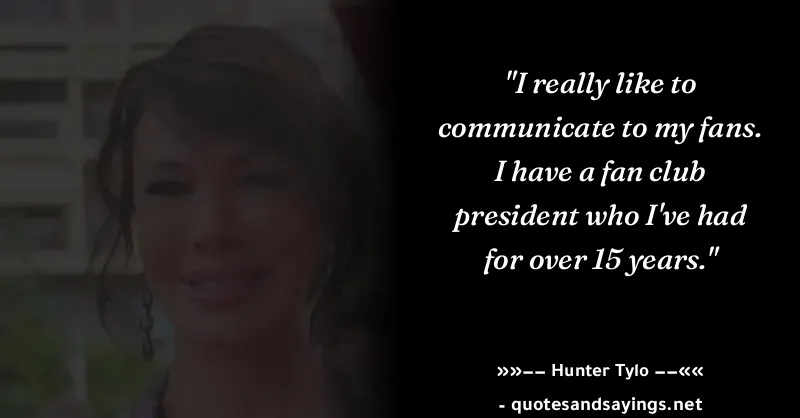 "I really like to
communicate to my fans.
I have a fan club
president who I've had
for over 15 years."
»»–– Hunter Tylo ––««
- quotesandsayings.net